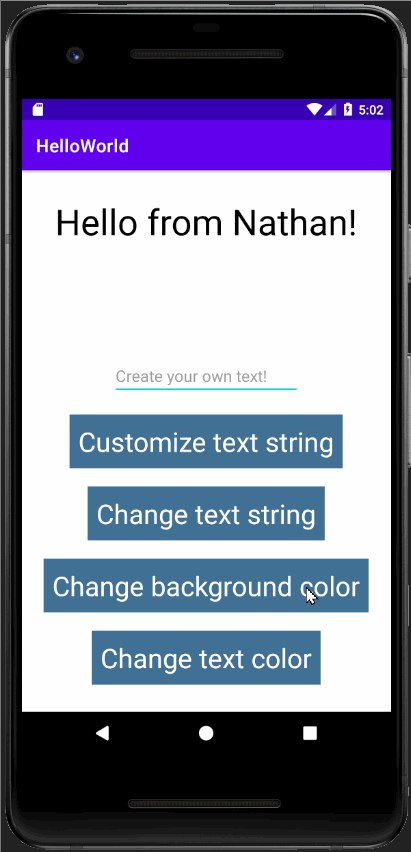 5:02
HelloWorld
Hello from Nathan!
Create your own text!
Customize text string
Change text string
Change background color
Change text color